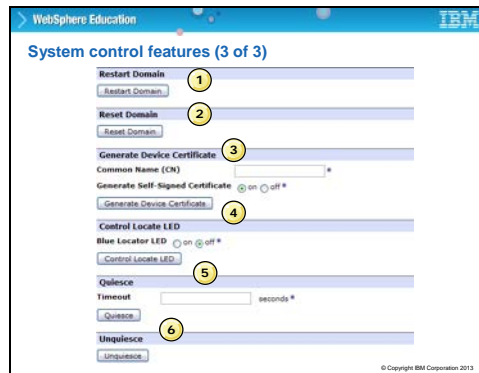 WebSphere Education
IBM
System control features (3 of 3)
Restart Domain
1
Restart Domain
Reset Domain
2
Reset Domain
Generate Device Certificate
3
Common Name (CN) *
Generate Self-Signed Certificate on off *
Generate Device Certificate
4
Control Locate LED
Blue Locator LED on off *
Control Locate LED
5
Quiesce
Timeout seconds *
Quiesce
6
Unquiesce
Unquiesce
© Copyright IBM Corporation 2013